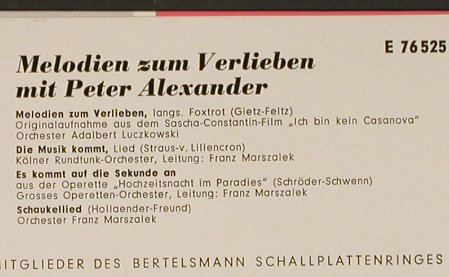 E 76525
Melodien zum Verlieben
mit Peter Alexander
Melodien zum Verlieben, langs. Foxtrot (Gietz-Feltz)
Originalaufnahme aus dem Sascha-Constantin-Film „Ich bin kein Casanova"
Orchester Adalbert Luczkowski
Die Musik kommt, Lied (Straus-v. Liliencron)
Kölner Rundfunk-Orchester, Leitung: Franz Marszalek
Es kommt auf die Sekunde an
aus der Operette „Hochzeitsnacht im Paradies" (Schröder-Schwenn)
Grosses Operetten-Orchester, Leitung: Franz Marszalek
Schaukellied (Hollaender-Freund)
Orchester Franz Marszalek
MITGLIEDER DES BERTELSMANN SCHALLPLATTENRINGES